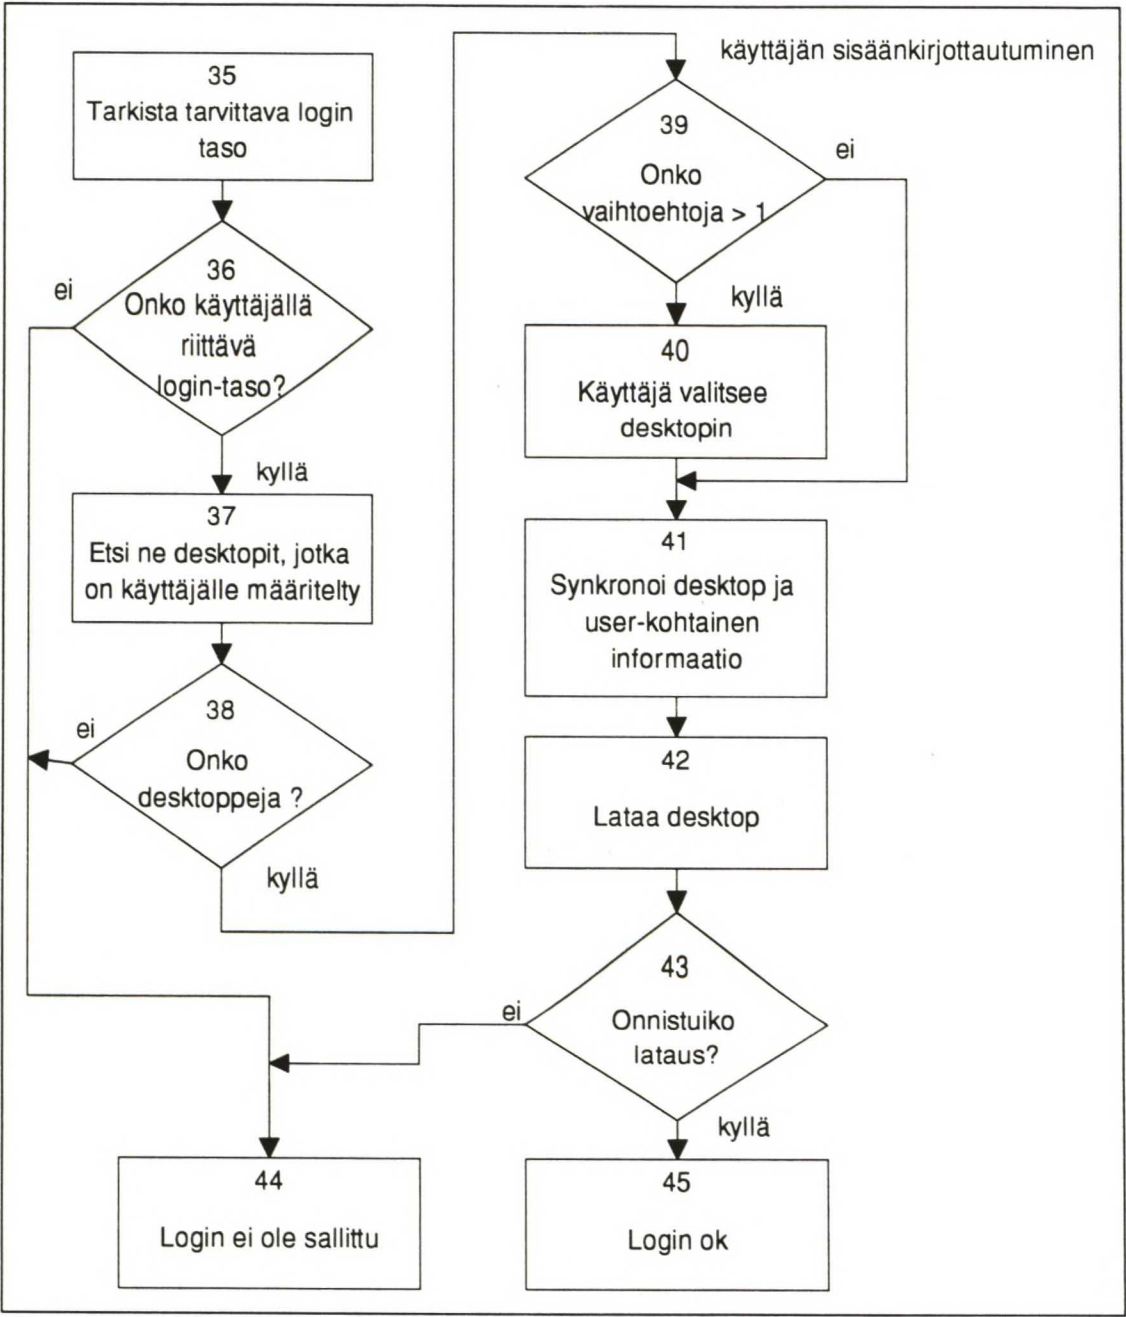 käyttäjän sisäänkirjottautuminen
35
Tarkista tarvittava login
taso
ei
36
Onko käyttäjällä
riittävä
login-taso?
kyllä
37
Etsi ne desktopit, jotka
on käyttäjälle määritelty
ei
38
Onko
desktoppeja ?
kyllä
39
ei
Onko
vaihtoehtoja > 1
kyllä
40
Käyttäjä valitsee
desktopin
41
Synkronoi desktop ja
user-kohtainen
informaatio
42
Lataa desktop
43
ei
Onnistuiko
lataus?
kyllä
44
Login ei ole sallittu
45
Login ok